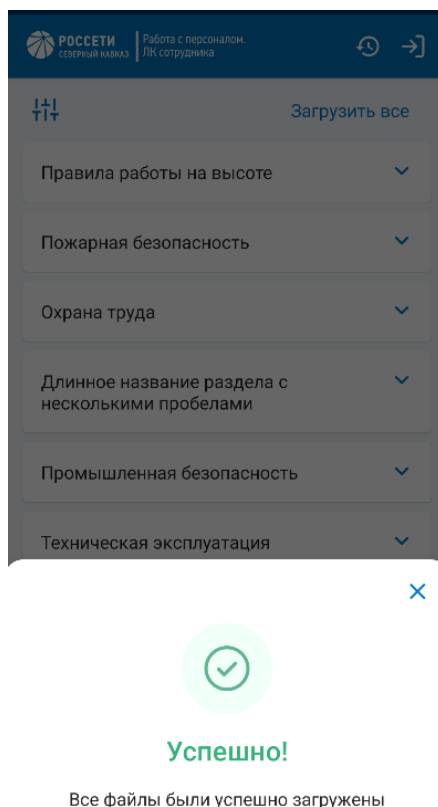 РОССЕТИ
СЕВЕРНЫЙ КАВКАЗ
Работа с персоналом.
ЛК сотрудника
Загрузить все
Правила работы на высоте
Пожарная безопасность
Охрана труда
Длинное название раздела с
несколькими пробелами
Промышленная безопасность
Техническая эксплуатация
Успешно!
Все файлы были успешно загружены